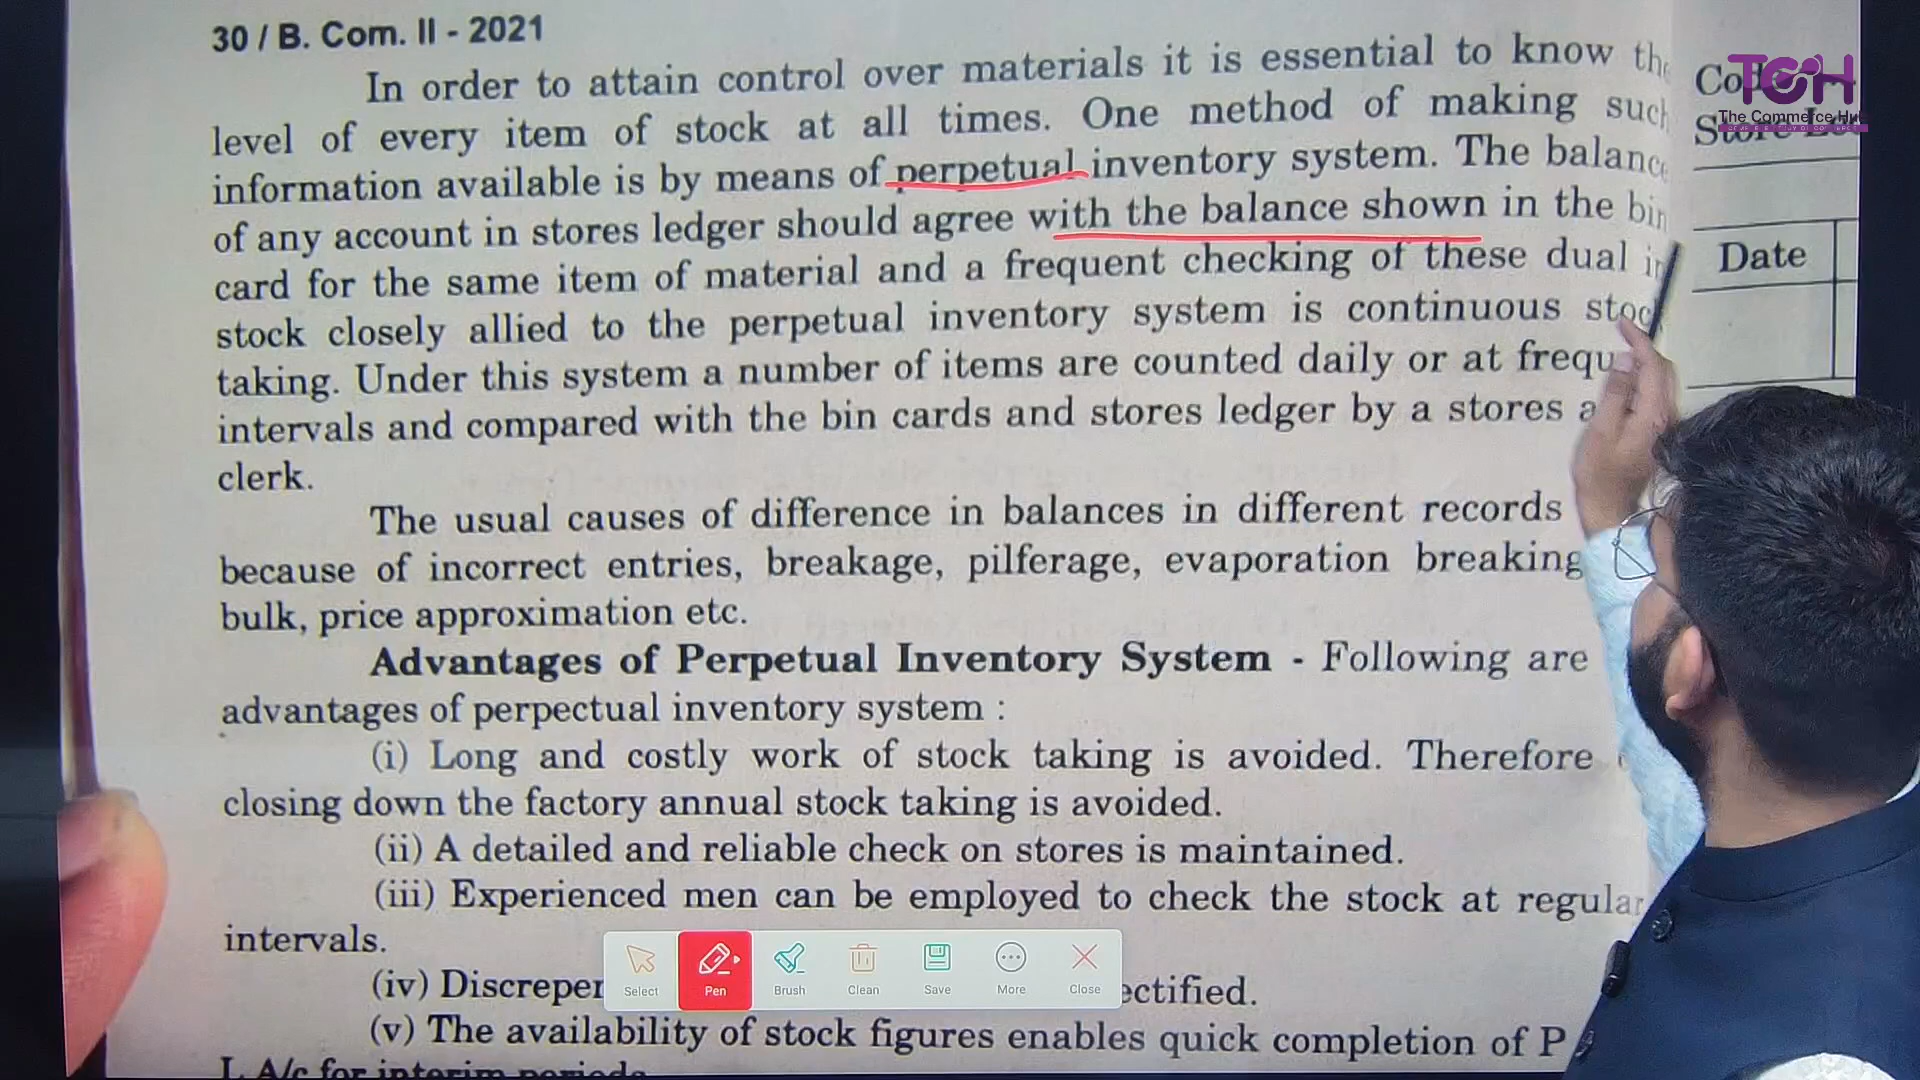 30 / B. Com. II - 2021
In order to attain control over materials it is essential to know the
level of every item of stock at all times. One method of making such
information available is by means of perpetual inventory system. The balance
of any account in stores ledger should agree with the balance shown in the bin
card for the same item of material and a frequent checking of these dual
stock closely allied to the perpetual inventory system is continuous stock
taking. Under this system a number of items are counted daily or at
intervals and compared with the bin cards and stores ledger by a stores
clerk.
The usual causes of difference in balances in different records
because of incorrect entries, breakage, pilferage, evaporation breaking
bulk, price approximation etc.
Advantages of Perpetual Inventory System - Following are
advantages of perpectual inventory system :
(i) Long and costly work of stock taking is avoided. Therefore
closing down the factory annual stock taking is avoided.
(ii) A detailed and reliable check on stores is maintained.
(iii) Experienced men can be employed to check the stock at regular
intervals.
(iv)
(v) The availability of stock figures enables quick completion of P
L A/c for interim periods
Date
TCH
The Commerce Hub
Select Pen Brush Clean Save More Close